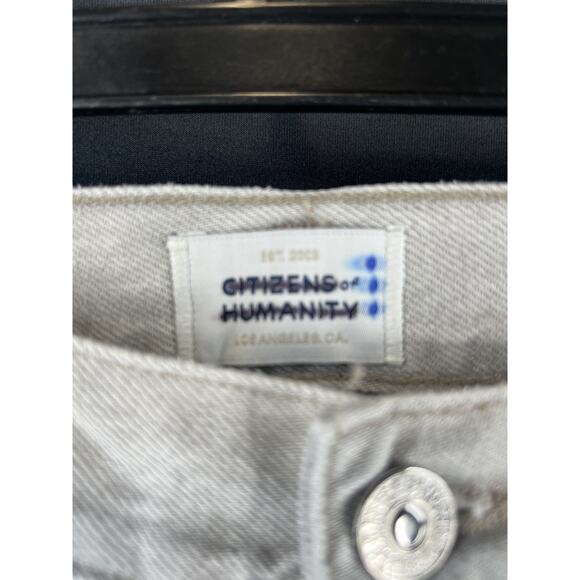 EST. 2003
CITIZENS of
HUMANITY
LOS ANGELES, CA.